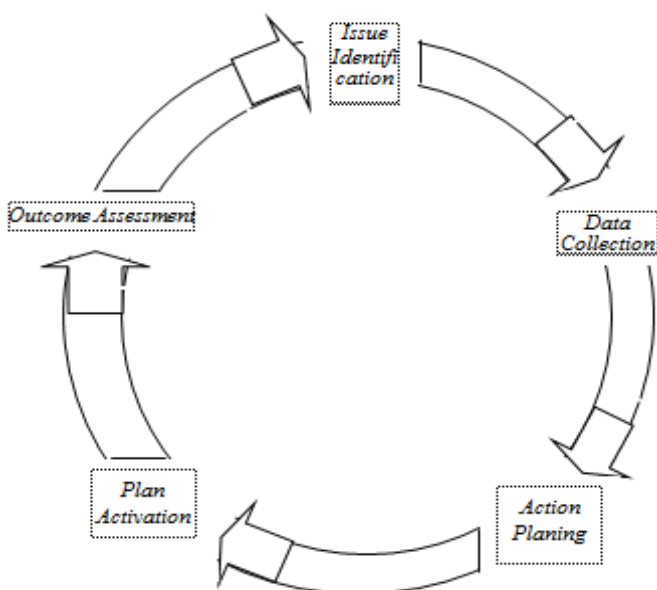 Issue
Identifi
cation
Data
Collection
Action
Planing
Plan
Activation
Outcome Assessment